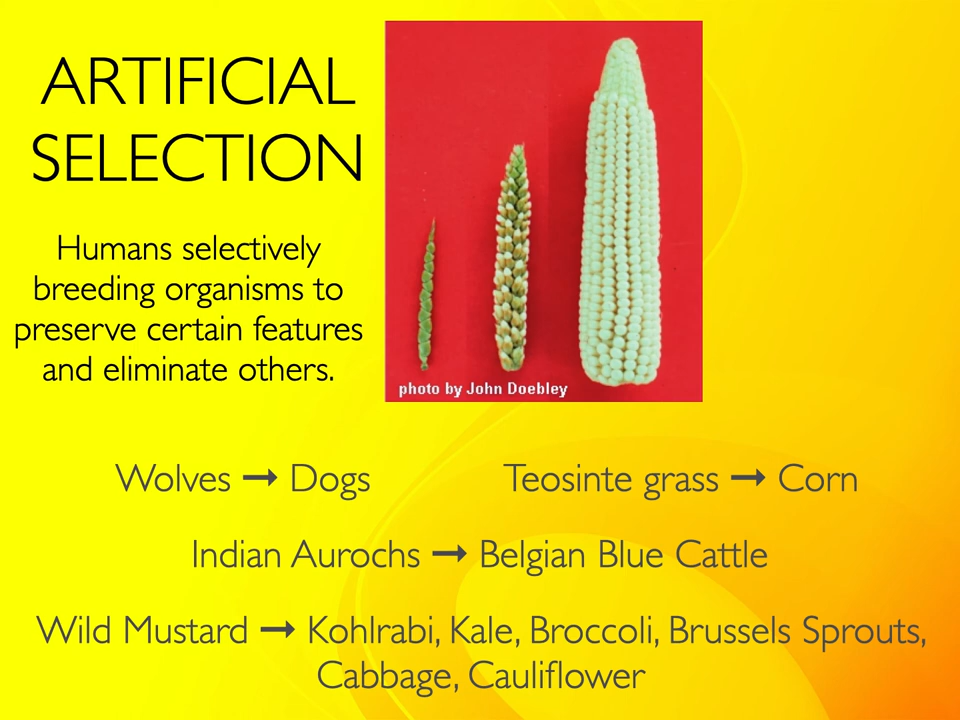 ARTIFICIAL
SELECTION
Humans selectively
breeding organisms to
preserve certain features
and eliminate others.
photo by John Doebley
Wolves ➞ Dogs
Teosinte grass ➞ Corn
Indian Aurochs ➞ Belgian Blue Cattle
Wild Mustard ➞ Kohlrabi, Kale, Broccoli, Brussels Sprouts,
Cabbage, Cauliflower